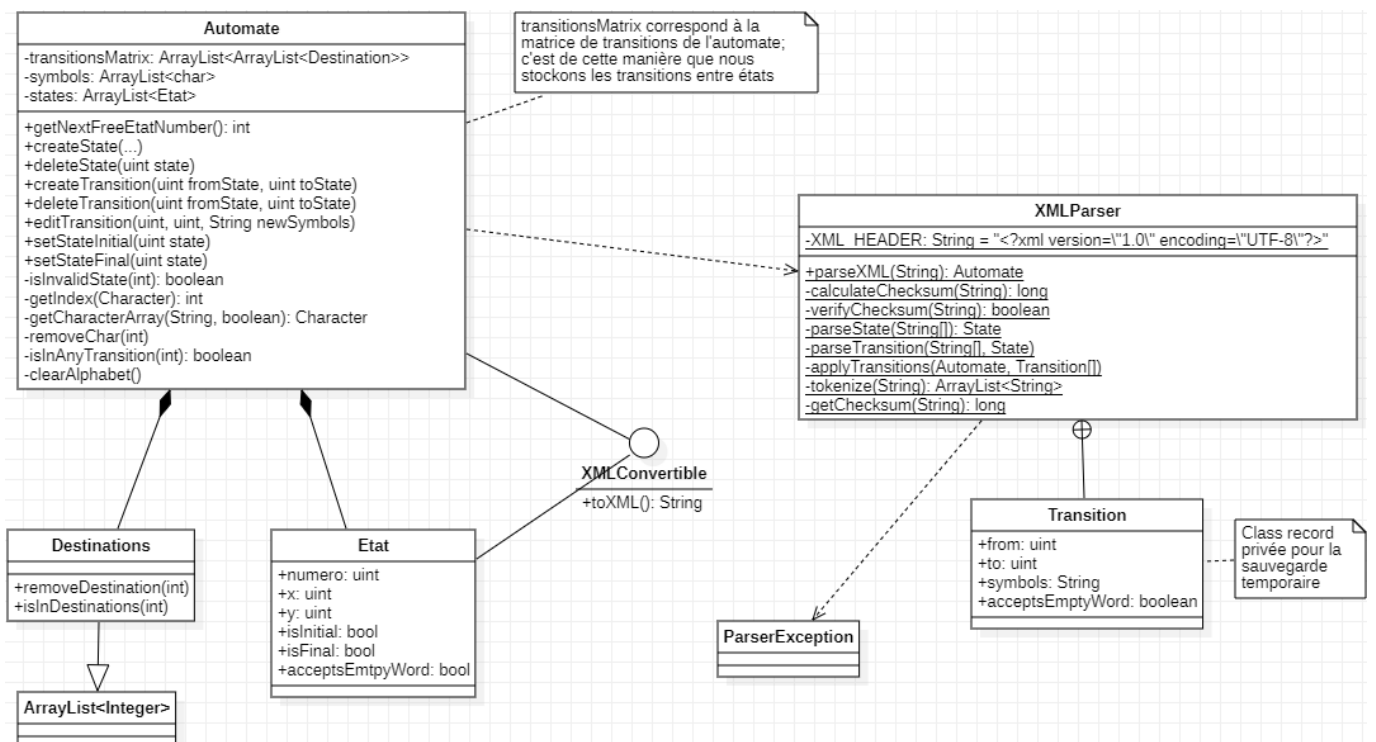 Automate
-transitionsMatrix: ArrayList<ArrayList<Destination>>
-symbols: ArrayList<char>
-states: ArrayList<Etat>
+getNextFreeEtatNumber(): int
+createState(...)
+deleteState(uint state)
+createTransition(uint fromState, uint toState)
+deleteTransition(uint fromState, uint toState)
+editTransition(uint, uint, String newSymbols)
+setStateInitial(uint state)
+setStateFinal(uint state)
-isInvalidState(int): boolean
-getIndex(Character): int
-getCharacterArray(String, boolean): Character
-removeChar(int)
-isInAnyTransition(int): boolean
-clearAlphabet()
transitionsMatrix correspond à la
matrice de transitions de l'automate;
c'est de cette manière que nous
stockons les transitions entre états
XMLParser
-XML_HEADER: String = "<?xml version=\"1.0\" encoding=\"UTF-8\"?>"
+parseXML(String): Automate
-calculateChecksum(String): long
-verifyChecksum(String): boolean
-parseState(String[]): State
-parseTransition(String[], State)
-applyTransitions(Automate, Transition[])
-tokenize(String): ArrayList<String>
-getChecksum(String): long
XMLConvertible
+toXML(): String
Destinations
+removeDestination(int)
+isInDestinations(int)
Etat
+numero: uint
+x: uint
+y: uint
+isInitial: bool
+isFinal: bool
+acceptsEmtpyWord: bool
Transition
+from: uint
+to: uint
+symbols: String
+acceptsEmptyWord: boolean
Class record
privée pour la
sauvegarde
temporaire
ParserException
ArrayList<Integer>